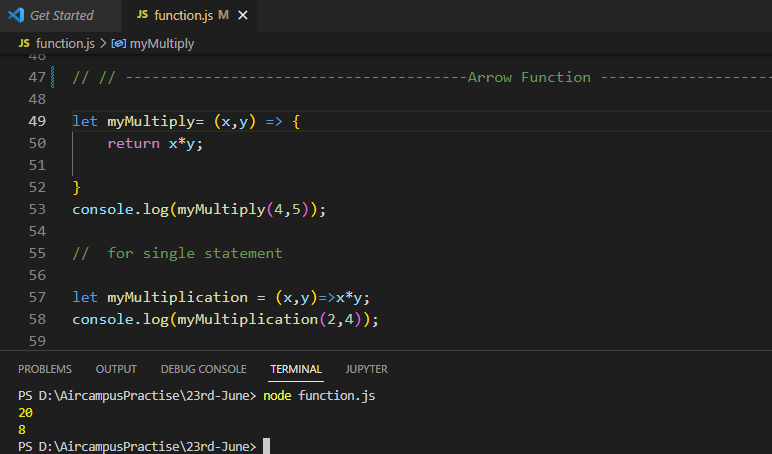 Get Started JS function.js M ×
JS function.js > myMultiply
46
47 // // --------------------------------------Arrow Function -------------------
48
49 let myMultiply= (x,y) => {
50 return x*y;
51
52 }
53 console.log(myMultiply(4,5));
54
55 //  for single statement
56
57 let myMultiplication = (x,y)=>x*y;
58 console.log(myMultiplication(2,4));
59
PROBLEMS OUTPUT DEBUG CONSOLE TERMINAL JUPYTER
PS D:\AircampusPractise\23rd-June> node function.js
20
8
PS D:\AircampusPractise\23rd-June>